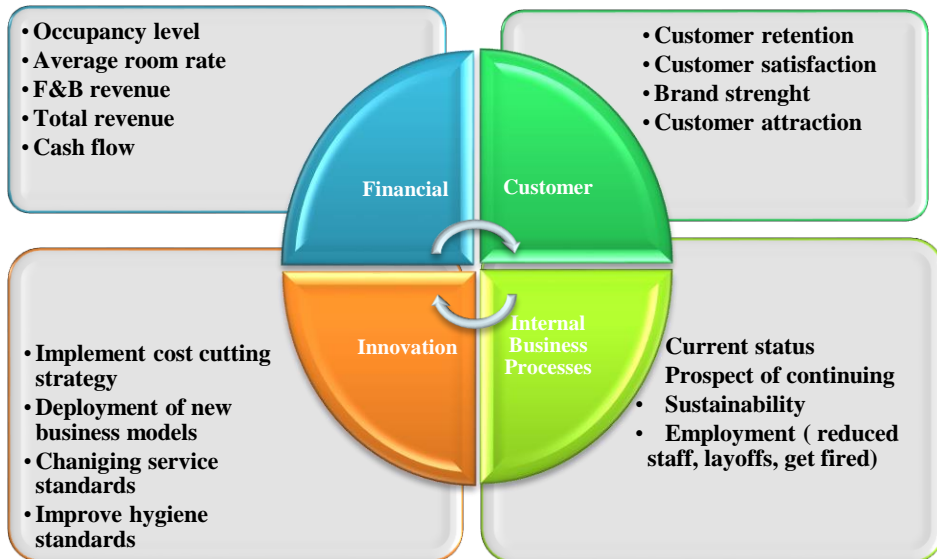 • Occupancy level
• Average room rate
• F&B revenue
• Total revenue
• Cash flow
• Customer retention
• Customer satisfaction
• Brand strenght
• Customer attraction
Financial
Customer
Innovation
Internal
Business
Processes
• Implement cost cutting
strategy
• Deployment of new
business models
• Chaniging service
standards
• Improve hygiene
standards
Current status
Prospect of continuing
• Sustainability
• Employment ( reduced
staff, layoffs, get fired)